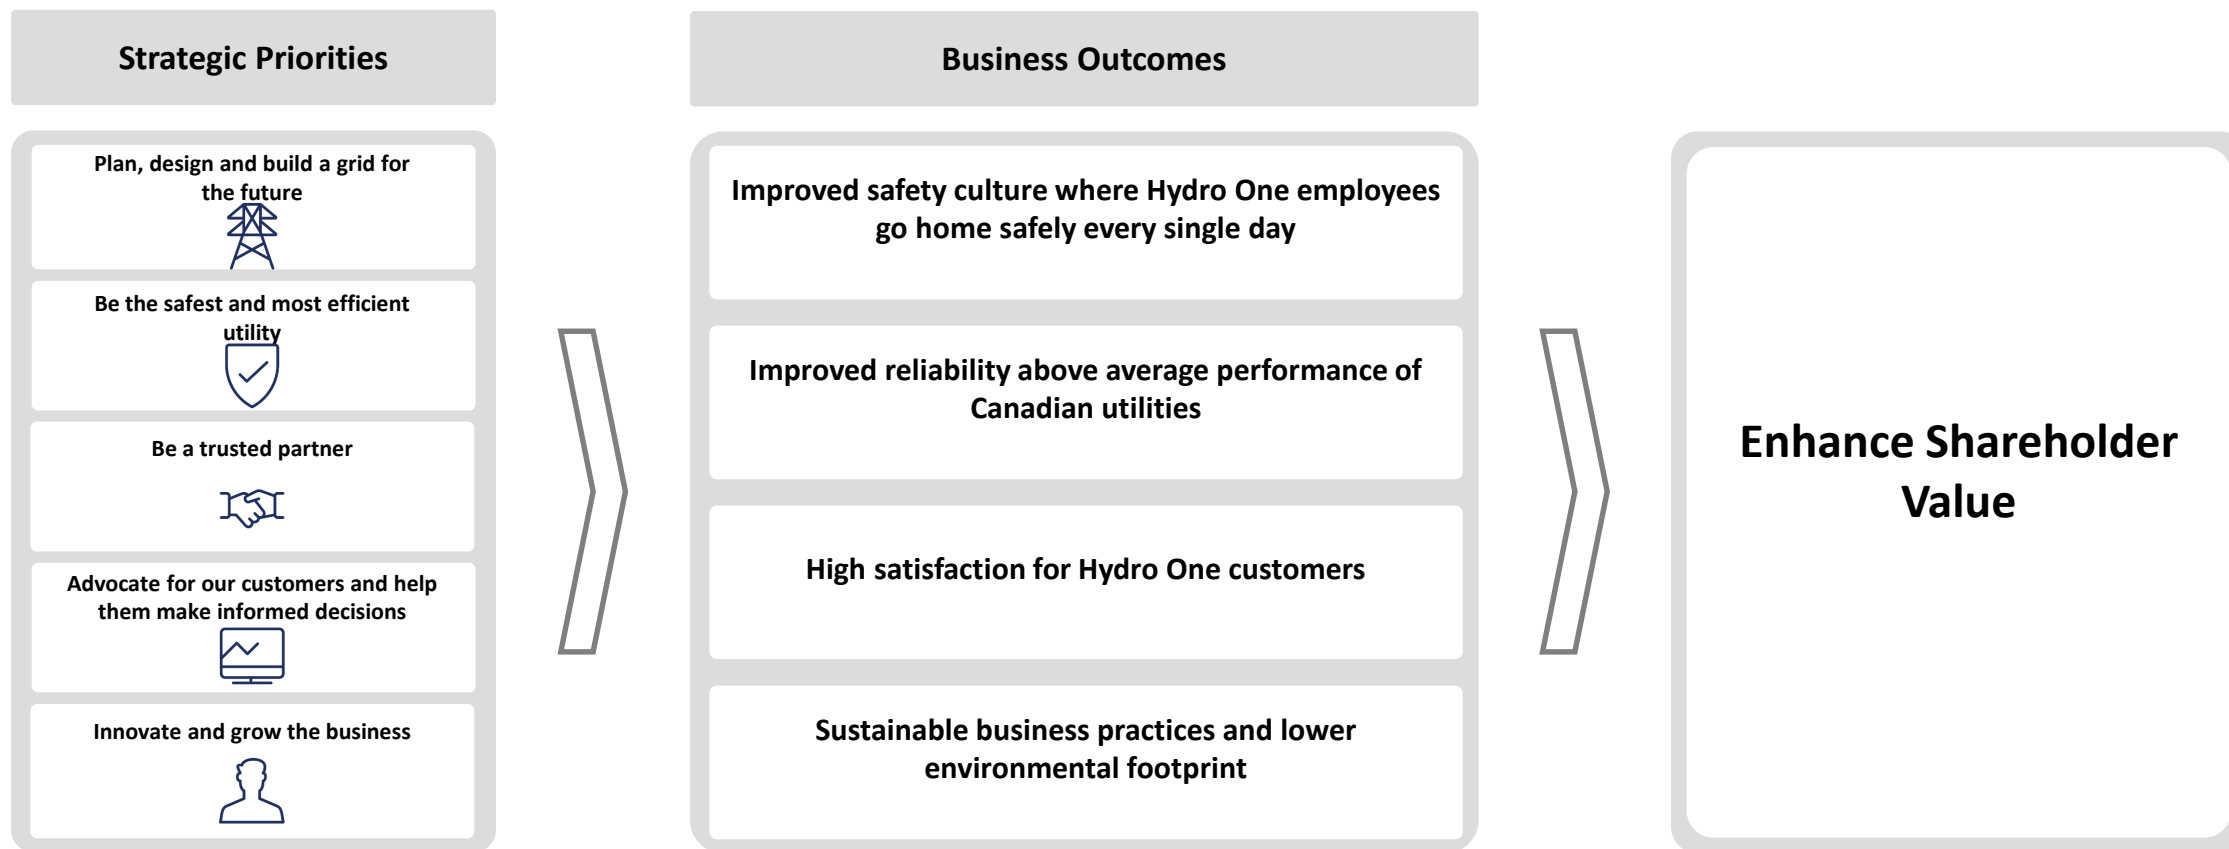 Strategic Priorities
Plan, design and build a grid for
the future
Be the safest and most efficient
utility
Be a trusted partner
Advocate for our customers and help
them make informed decisions
Innovate and grow the business
Business Outcomes
Improved safety culture where Hydro One employees
go home safely every single day
Improved reliability above average performance of
Canadian utilities
High satisfaction for Hydro One customers
Sustainable business practices and lower
environmental footprint
Enhance Shareholder
Value